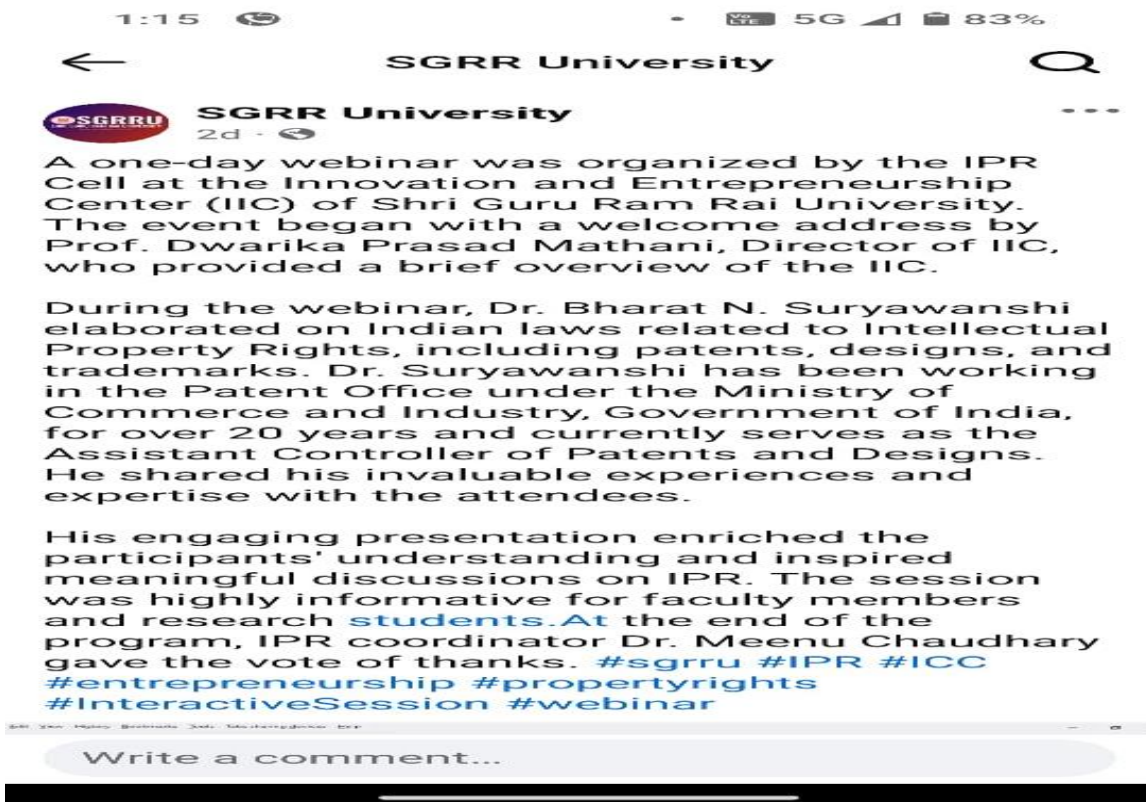 1:15 Vo LTE 5G 83%
SGRR University
SGRRU SGRR University
2d ·
A one-day webinar was organized by the IPR
Cell at the Innovation and Entrepreneurship
Center (IIC) of Shri Guru Ram Rai University.
The event began with a welcome address by
Prof. Dwarika Prasad Mathani, Director of IIC,
who provided a brief overview of the IIC.
During the webinar, Dr. Bharat N. Suryawanshi
elaborated on Indian laws related to Intellectual
Property Rights, including patents, designs, and
trademarks. Dr. Suryawanshi has been working
in the Patent Office under the Ministry of
Commerce and Industry, Government of India,
for over 20 years and currently serves as the
Assistant Controller of Patents and Designs.
He shared his invaluable experiences and
expertise with the attendees.
His engaging presentation enriched the
participants' understanding and inspired
meaningful discussions on IPR. The session
was highly informative for faculty members
and research students.At the end of the
program, IPR coordinator Dr. Meenu Chaudhary
gave the vote of thanks. #sgrru #IPR #ICC
#entrepreneurship #propertyrights
#InteractiveSession #webinar
Write a comment...